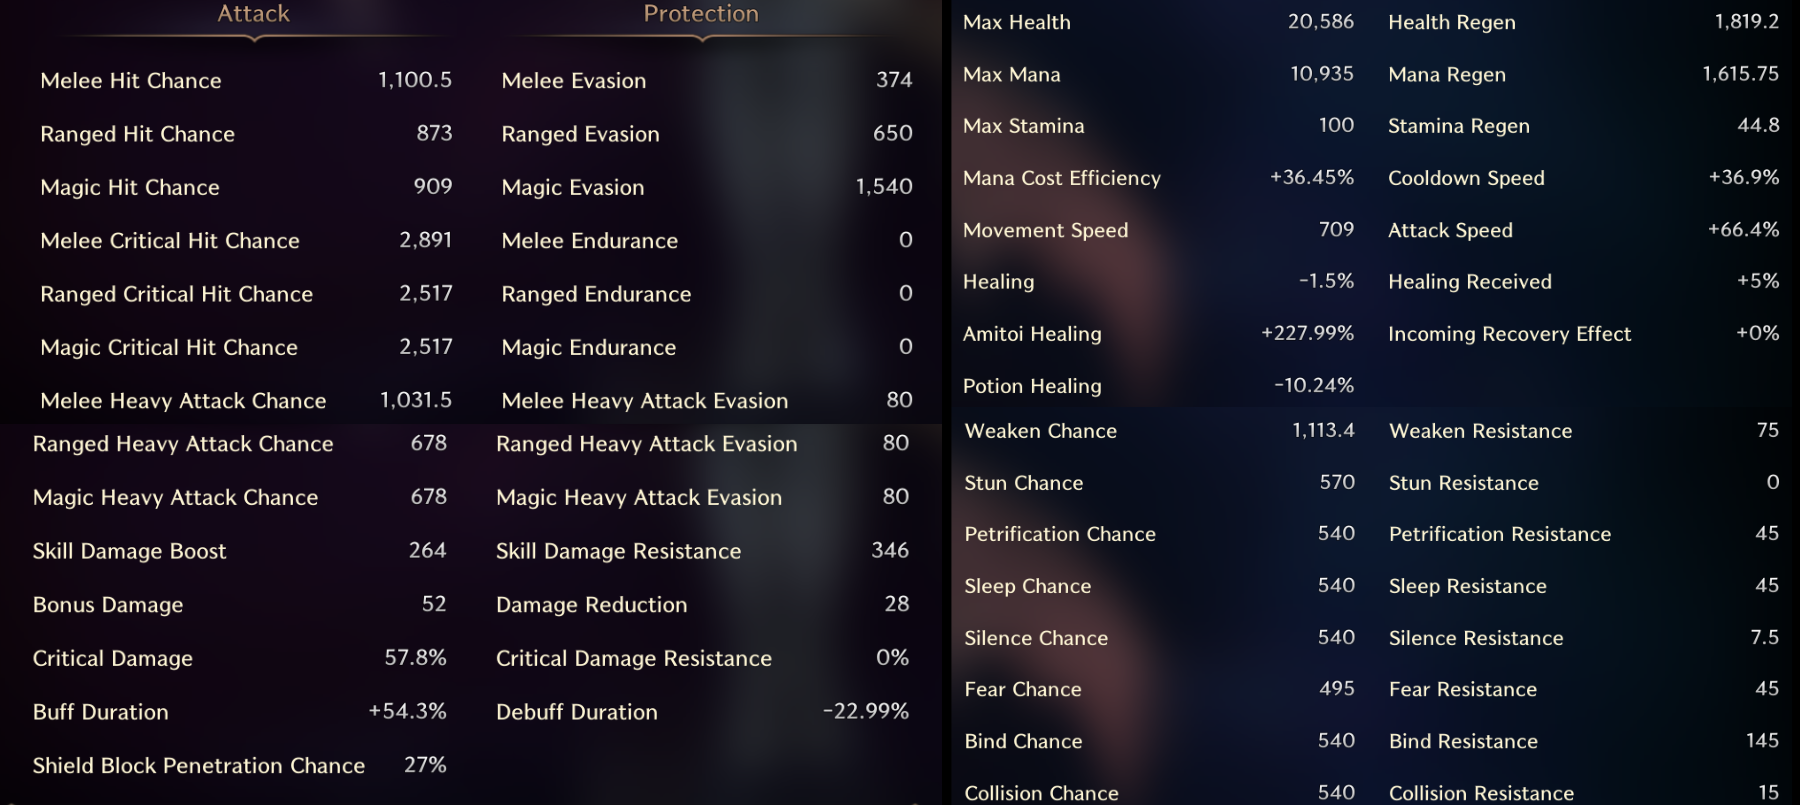 Attack Protection
Melee Hit Chance 1,100.5 Melee Evasion 374
Ranged Hit Chance 873 Ranged Evasion 650
Magic Hit Chance 909 Magic Evasion 1,540
Melee Critical Hit Chance 2,891 Melee Endurance 0
Ranged Critical Hit Chance 2,517 Ranged Endurance 0
Magic Critical Hit Chance 2,517 Magic Endurance 0
Melee Heavy Attack Chance 1,031.5 Melee Heavy Attack Evasion 80
Ranged Heavy Attack Chance 678 Ranged Heavy Attack Evasion 80
Magic Heavy Attack Chance 678 Magic Heavy Attack Evasion 80
Skill Damage Boost 264 Skill Damage Resistance 346
Bonus Damage 52 Damage Reduction 28
Critical Damage 57.8% Critical Damage Resistance 0%
Buff Duration +54.3% Debuff Duration -22.99%
Shield Block Penetration Chance 27%
Max Health 20,586 Health Regen 1,819.2
Max Mana 10,935 Mana Regen 1,615.75
Max Stamina 100 Stamina Regen 44.8
Mana Cost Efficiency +36.45% Cooldown Speed +36.9%
Movement Speed 709 Attack Speed +66.4%
Healing -1.5% Healing Received +5%
Amitoi Healing +227.99% Incoming Recovery Effect +0%
Potion Healing -10.24%
Weaken Chance 1,113.4 Weaken Resistance 75
Stun Chance 570 Stun Resistance 0
Petrification Chance 540 Petrification Resistance 45
Sleep Chance 540 Sleep Resistance 45
Silence Chance 540 Silence Resistance 7.5
Fear Chance 495 Fear Resistance 45
Bind Chance 540 Bind Resistance 145
Collision Chance 540 Collision Resistance 15